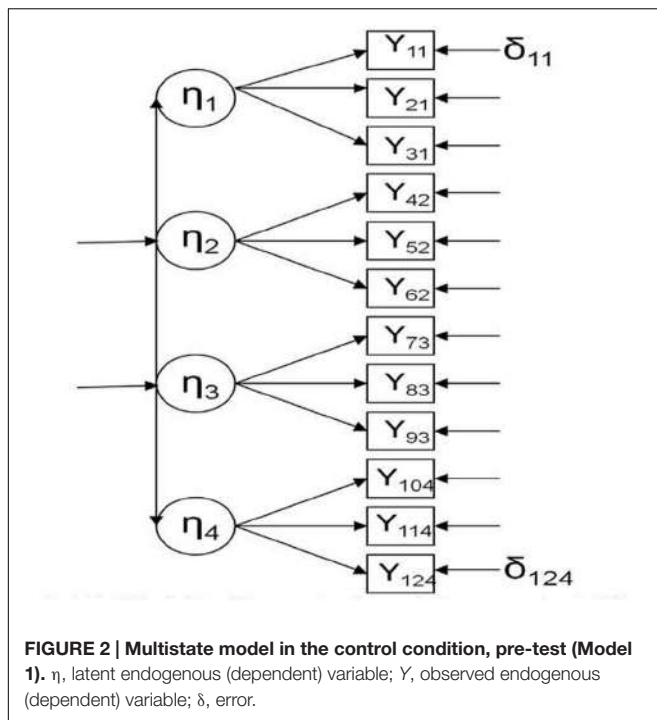 Y₁₁
δ₁₁
η₁
Y₂₁
Y₃₁
Y₄₂
η₂
Y₅₂
Y₆₂
Y₇₃
η₃
Y₈₃
Y₉₃
Y₁₀₄
η₄
Y₁₁₄
Y₁₂₄
δ₁₂₄
FIGURE 2 | Multistate model in the control condition, pre-test (Model
1). η, latent endogenous (dependent) variable; Y, observed endogenous
(dependent) variable; δ, error.